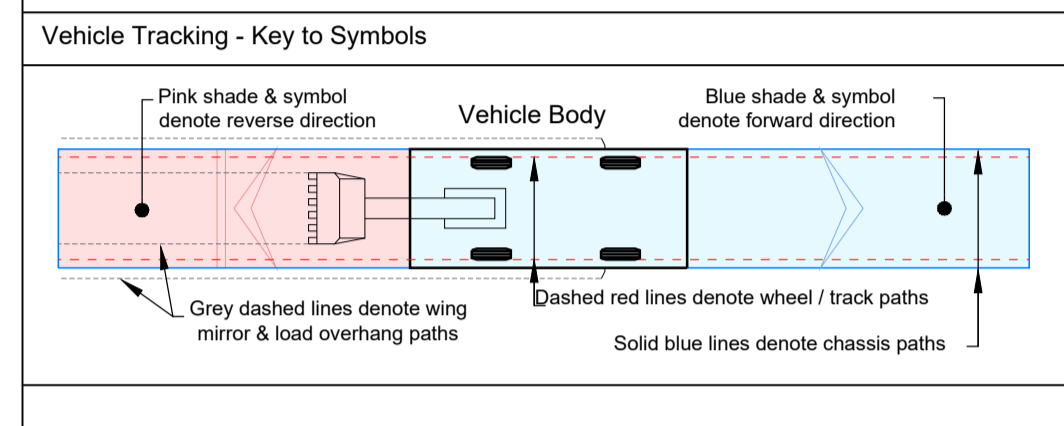 Vehicle Tracking - Key to Symbols
Pink shade & symbol
denote reverse direction
Vehicle Body
Blue shade & symbol
denote forward direction
Grey dashed lines denote wing
mirror & load overhang paths
Dashed red lines denote wheel / track paths
Solid blue lines denote chassis paths